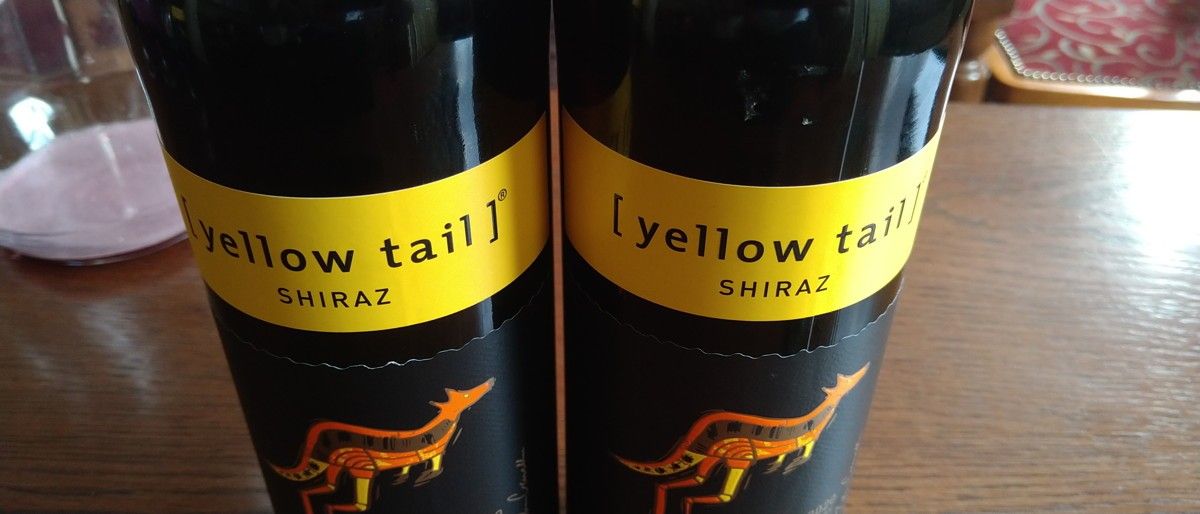 [ yellow tail ]®
SHIRAZ
[ yellow tail ]
SHIRAZ